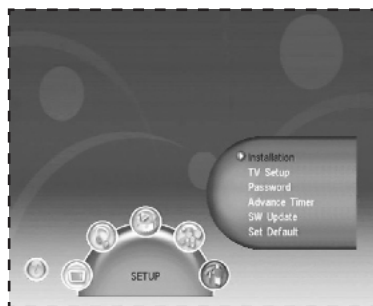 Installation
TV Setup
Password
Advance Timer
SW Update
Set Default
SETUP